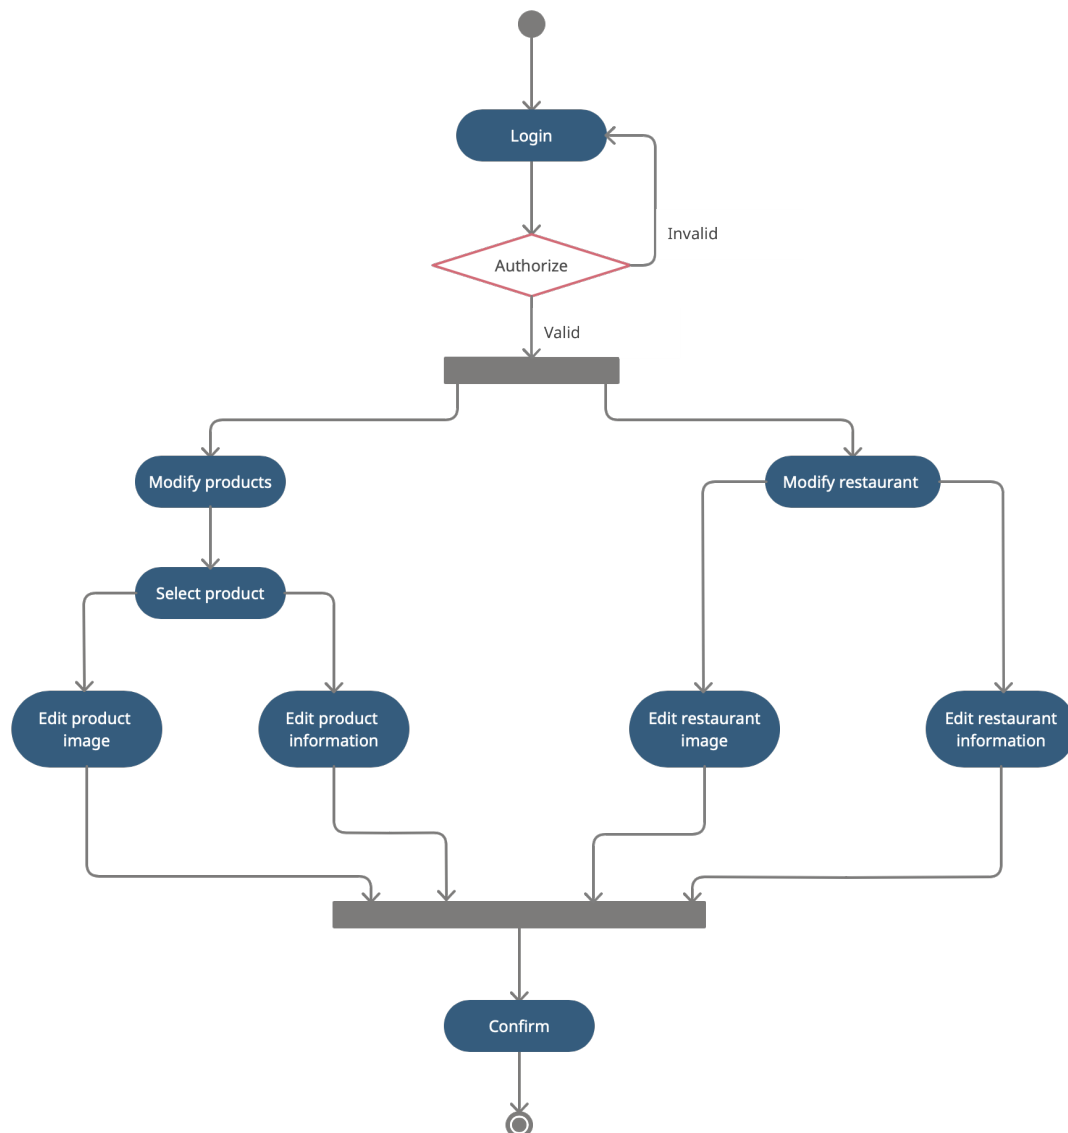 Login
Invalid
Authorize
Valid
Modify products
Modify restaurant
Select product
Edit product
image
Edit product
information
Edit restaurant
image
Edit restaurant
information
Confirm